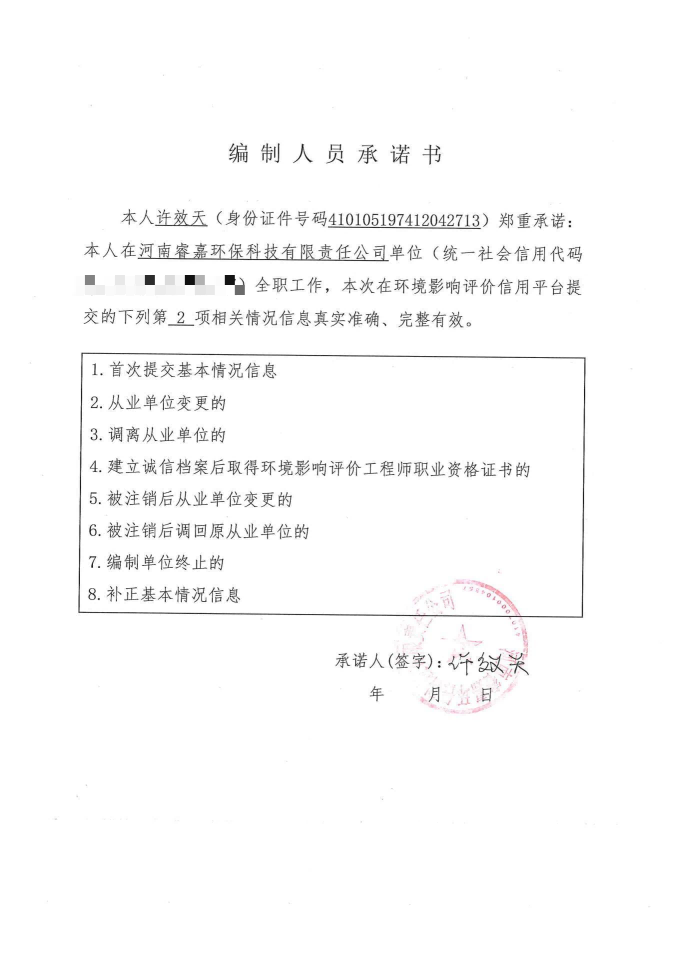 编制人员承诺书
本人许效天（身份证件号码410105197412042713）郑重承诺：
本人在河南睿嘉环保科技有限责任公司单位（统一社会信用代码
）全职工作，本次在环境影响评价信用平台提
交的下列第 2 项相关情况信息真实准确、完整有效。
1.首次提交基本情况信息
2.从业单位变更的
3.调离从业单位的
4.建立诚信档案后取得环境影响评价工程师职业资格证书的
5.被注销后从业单位变更的
6.被注销后调回原从业单位的
7.编制单位终止的
8.补正基本情况信息
承诺人(签字)：许效天
年 月 日